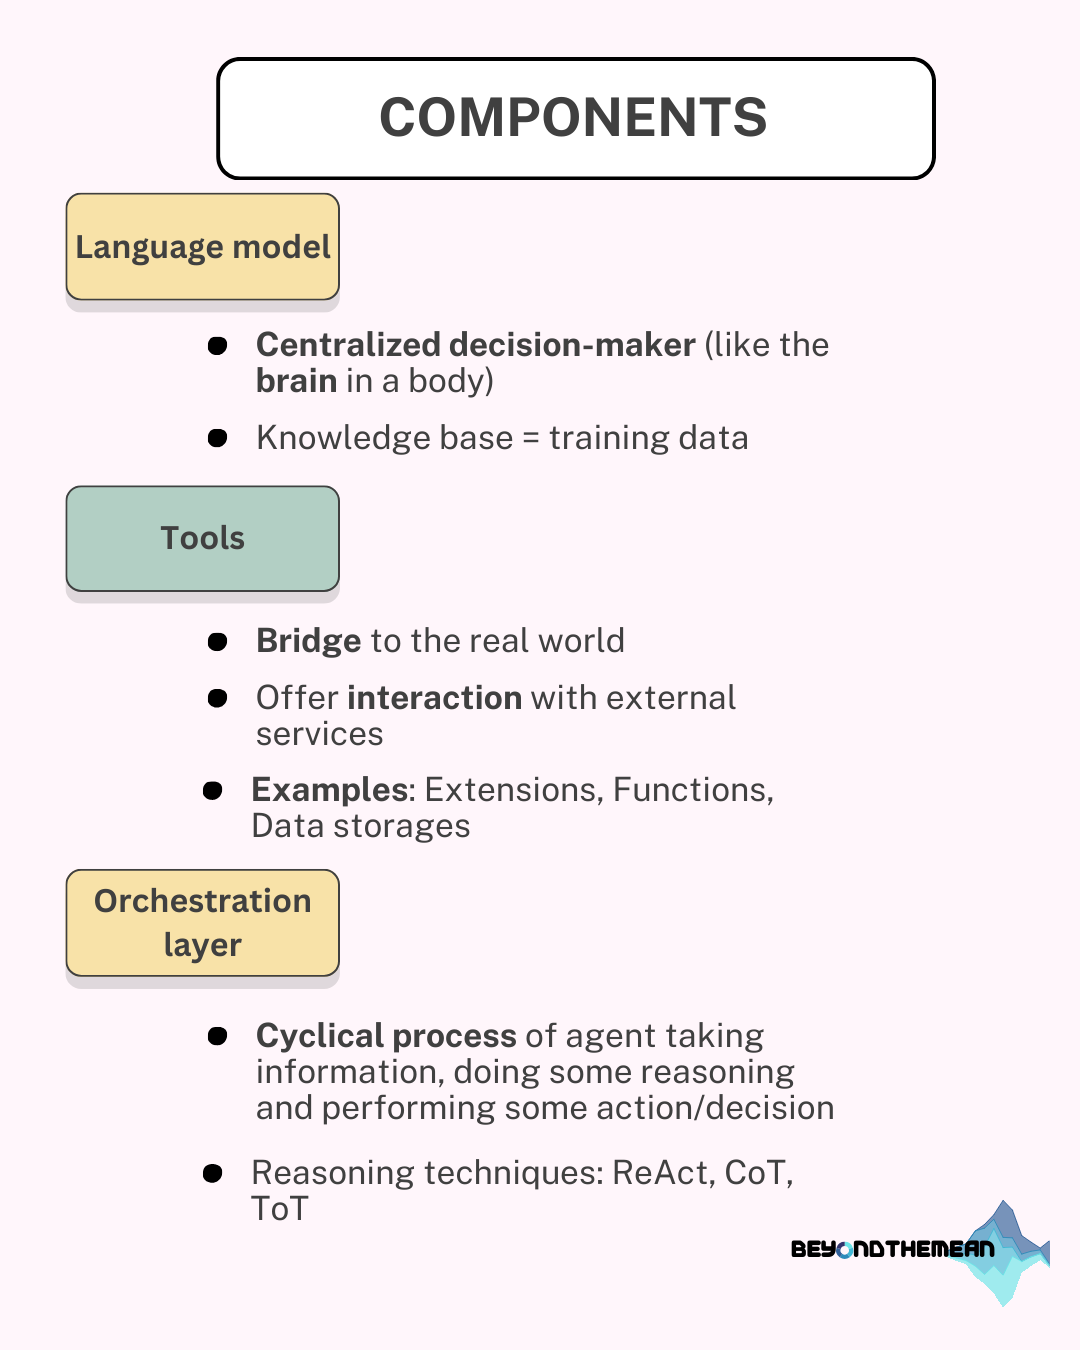 COMPONENTS
Language model
Centralized decision-maker (like the
brain in a body)
Knowledge base = training data
Tools
Bridge to the real world
Offer interaction with external
services
Examples: Extensions, Functions,
Data storages
Orchestration
layer
Cyclical process of agent taking
information, doing some reasoning
and performing some action/decision
Reasoning techniques: ReAct, CoT,
ToT
BEYONDTHEMEAN